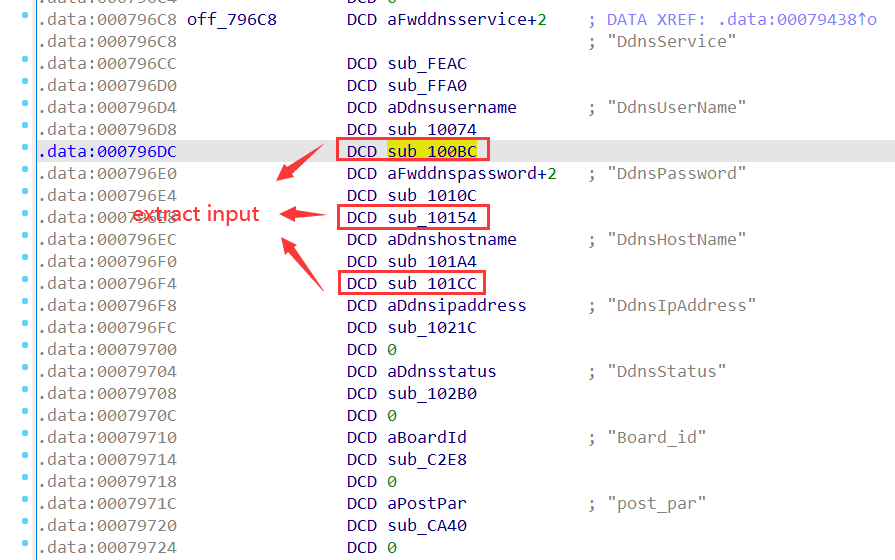 .data:000796C8 off_796C8 DCD aFwddnsservice+2 ; DATA XREF: .data:00079438↑o
.data:000796C8 ; "DdnsService"
.data:000796CC DCD sub_FEAC
.data:000796D0 DCD sub_FFA0
.data:000796D4 DCD aDdnsusername ; "DdnsUserName"
.data:000796D8 DCD sub_10074
.data:000796DC DCD sub_100BC
.data:000796E0 DCD aFwddnspassword+2 ; "DdnsPassword"
.data:000796E4 DCD sub_1010C
.data:000796E8 DCD sub_10154
extract input
.data:000796EC DCD aDdnshostname ; "DdnsHostName"
.data:000796F0 DCD sub_101A4
.data:000796F4 DCD sub_101CC
.data:000796F8 DCD aDdnsipaddress ; "DdnsIpAddress"
.data:000796FC DCD sub_1021C
.data:00079700 DCD 0
.data:00079704 DCD aDdnsstatus ; "DdnsStatus"
.data:00079708 DCD sub_102B0
.data:0007970C DCD 0
.data:00079710 DCD aBoardId ; "Board_id"
.data:00079714 DCD sub_C2E8
.data:00079718 DCD 0
.data:0007971C DCD aPostPar ; "post_par"
.data:00079720 DCD sub_CA40
.data:00079724 DCD 0